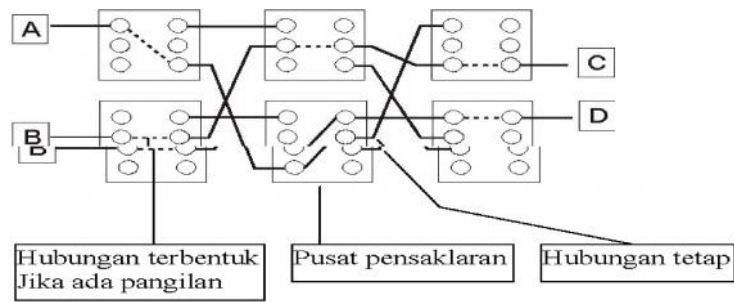 A
C
D
B
Hubungan terbentuk
Jika ada pangilan
Pusat pensaklaran
Hubungan tetap